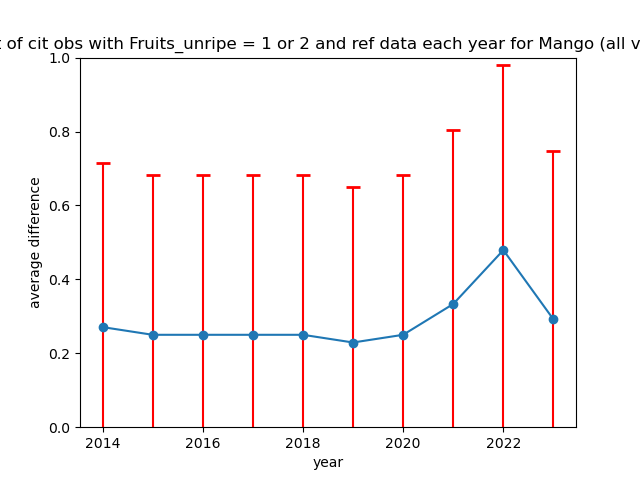 of cit obs with Fruits_unripe = 1 or 2 and ref data each year for Mango (all
1.0
0.8
0.6
0.4
0.2
0.0
average difference
2014 2016 2018 2020 2022
year